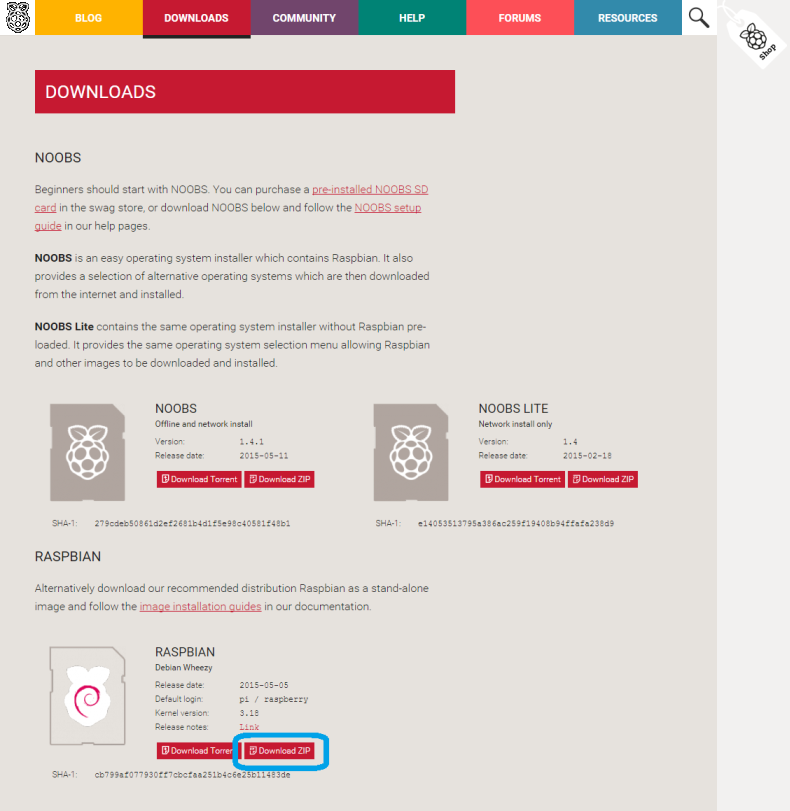 BLOG DOWNLOADS COMMUNITY HELP FORUMS RESOURCES
Shop
DOWNLOADS
NOOBS
Beginners should start with NOOBS. You can purchase a pre-installed NOOBS SD
card in the swag store, or download NOOBS below and follow the NOOBS setup
guide in our help pages.
NOOBS is an easy operating system installer which contains Raspbian. It also
provides a selection of alternative operating systems which are then downloaded
from the internet and installed.
NOOBS Lite contains the same operating system installer without Raspbian pre-
loaded. It provides the same operating system selection menu allowing Raspbian
and other images to be downloaded and installed.
NOOBS
Offline and network install
Version: 1.4.1
Release date: 2015-05-11
Download Torrent Download ZIP
SHA-1: 279cdeb50861d2ef2681b4d1f5e98c40581f48b1
NOOBS LITE
Network install only
Version: 1.4
Release date: 2015-02-18
Download Torrent Download ZIP
SHA-1: e14053513795a386ac259f19408b94ffafa238d9
RASPBIAN
Alternatively download our recommended distribution Raspbian as a stand-alone
image and follow the image installation guides in our documentation.
RASPBIAN
Debian Wheezy
Release date: 2015-05-05
Default login: pi / raspberry
Kernel version: 3.18
Release notes: Link
Download Torrent Download ZIP
SHA-1: cb799af077930ff7cbcfaa251b4c6e25b11483de